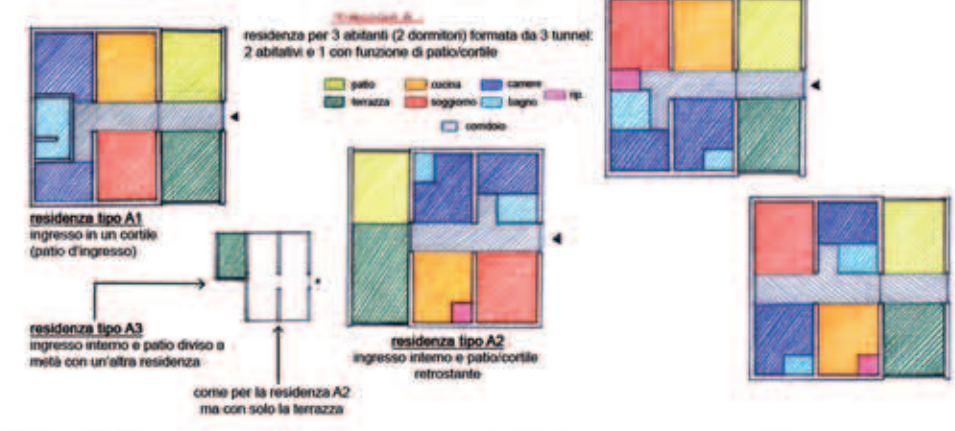 residenza per 3 abitanti (2 dormitori) formata da 3 tunnel:
2 abitativi e 1 con funzione di patio/cortile
patio
cucina
camere
rip.
terrazza
soggiorno
bagno
corridoio
residenza tipo A1
ingresso in un cortile
(patio d'ingresso)
residenza tipo A3
ingresso interno e patio diviso a
metà con un'altra residenza
residenza tipo A2
ingresso interno e patio/cortile
retrostante
come per la residenza A2
ma con solo la terrazza